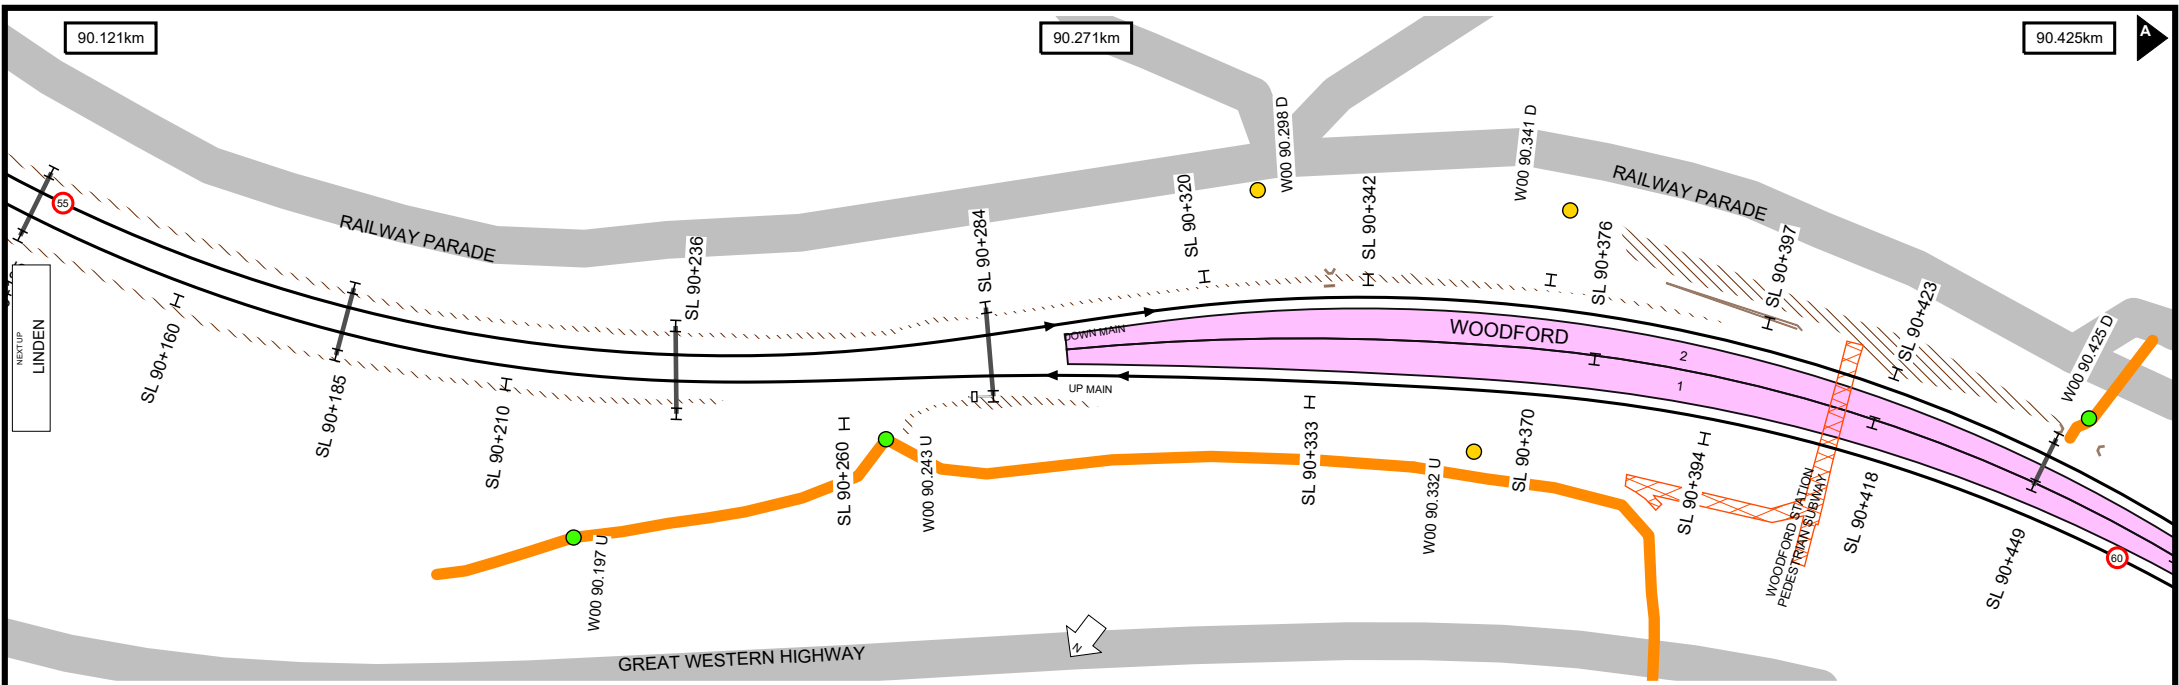 90.121km
90.271km
90.425km
A
W00 90.298 D
W00 90.341 D
RAILWAY PARADE
RAILWAY PARADE
55
SL 90+236
SL 90+284
SL 90+320
SL 90+342
SL 90+376
SL 90+397
SL 90+423
W00 90.425 D
NEXT UP
LINDEN
DOWN MAIN
WOODFORD
2
1
UP MAIN
SL 90+160
SL 90+185
SL 90+210
SL 90+260
W00 90.243 U
SL 90+333
W00 90.332 U
SL 90+370
SL 90+394
WOODFORD STATION
PEDESTRIAN SUBWAY
SL 90+418
SL 90+449
60
W00 90.197 U
GREAT WESTERN HIGHWAY
N